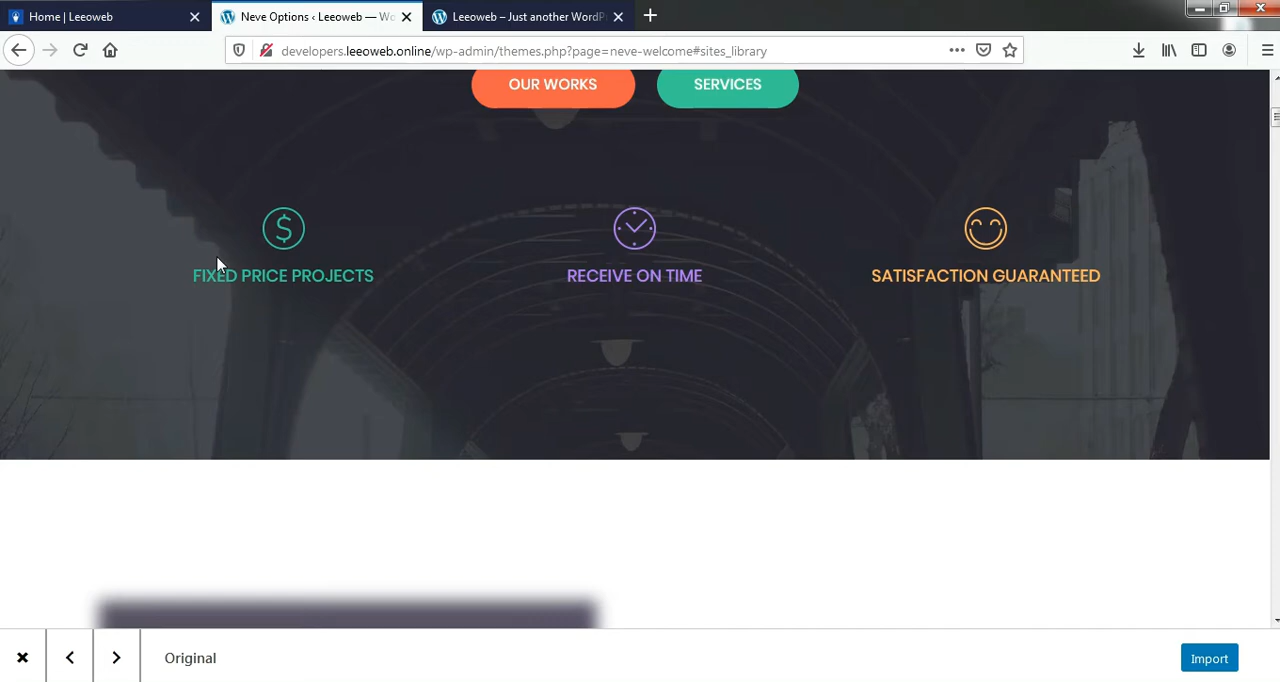 Home | Leeoweb
Neve Options ‹ Leeoweb — Wo
Leeoweb – Just another WordP
developers.leeoweb.online/wp-admin/themes.php?page=neve-welcome#sites_library
OUR WORKS
SERVICES
FIXED PRICE PROJECTS
RECEIVE ON TIME
SATISFACTION GUARANTEED
Original
Import